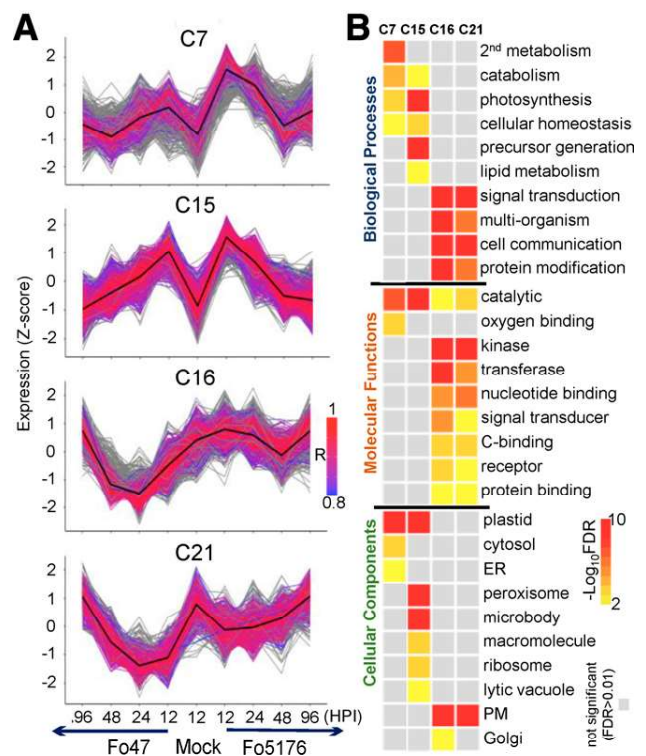 A
C7
2
1
0
-1
-2
C15
2
1
0
-1
-2
C16
2
1
0
-1
-2
C21
2
1
0
-1
-2
Expression (Z-score)
1
R
0.8
.96 48 24 12 12 12 24 48 96 (HPI)
Fo47 Mock Fo5176
B
C7 C15 C16 C21
Biological Processes
2nd metabolism
catabolism
photosynthesis
cellular homeostasis
precursor generation
lipid metabolism
signal transduction
multi-organism
cell communication
protein modification
Molecular Functions
catalytic
oxygen binding
kinase
transferase
nucleotide binding
signal transducer
C-binding
receptor
protein binding
Cellular Components
plastid
cytosol
ER
peroxisome
microbody
macromolecule
ribosome
lytic vacuole
PM
Golgi
10
-Log10FDR
2
not significant
(FDR>0.01)